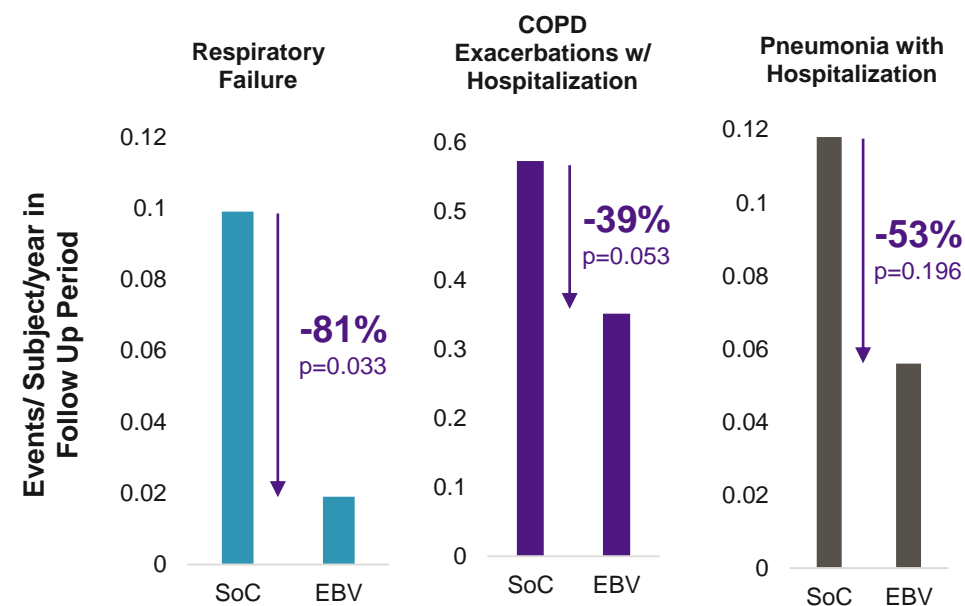 Events/ Subject/year in
Follow Up Period
Respiratory
Failure
0.12
0.1
0.08
0.06
0.04
0.02
0
-81%
p=0.033
SoC
EBV
COPD
Exacerbations w/
Hospitalization
0.6
0.5
0.4
0.3
0.2
0.1
0
-39%
p=0.053
SoC
EBV
Pneumonia with
Hospitalization
0.12
0.1
0.08
0.06
0.04
0.02
0
-53%
p=0.196
SoC
EBV